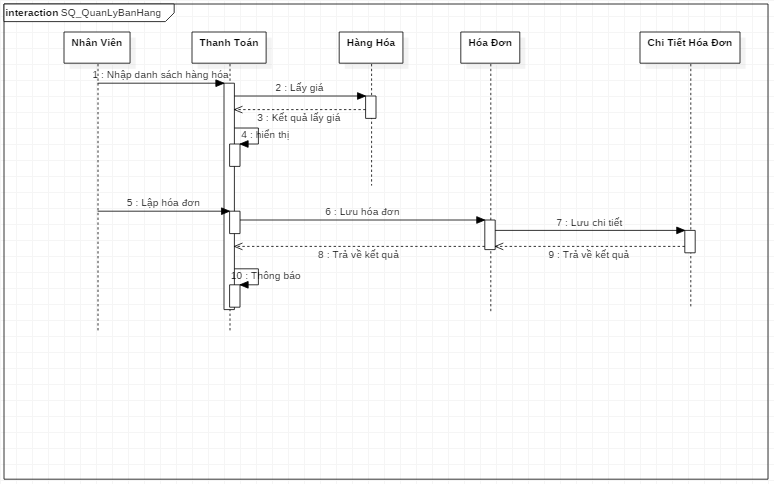 interaction SQ_QuanLyBanHang
Nhân Viên
Thanh Toán
Hàng Hóa
Hóa Đơn
Chi Tiết Hóa Đơn
1 : Nhập danh sách hàng hóa
2 : Lấy giá
3 : Kết quả lấy giá
4 : hiển thị
5 : Lập hóa đơn
6 : Lưu hóa đơn
7 : Lưu chi tiết
8 : Trả về kết quả
9 : Trả về kết quả
10 : Thông báo